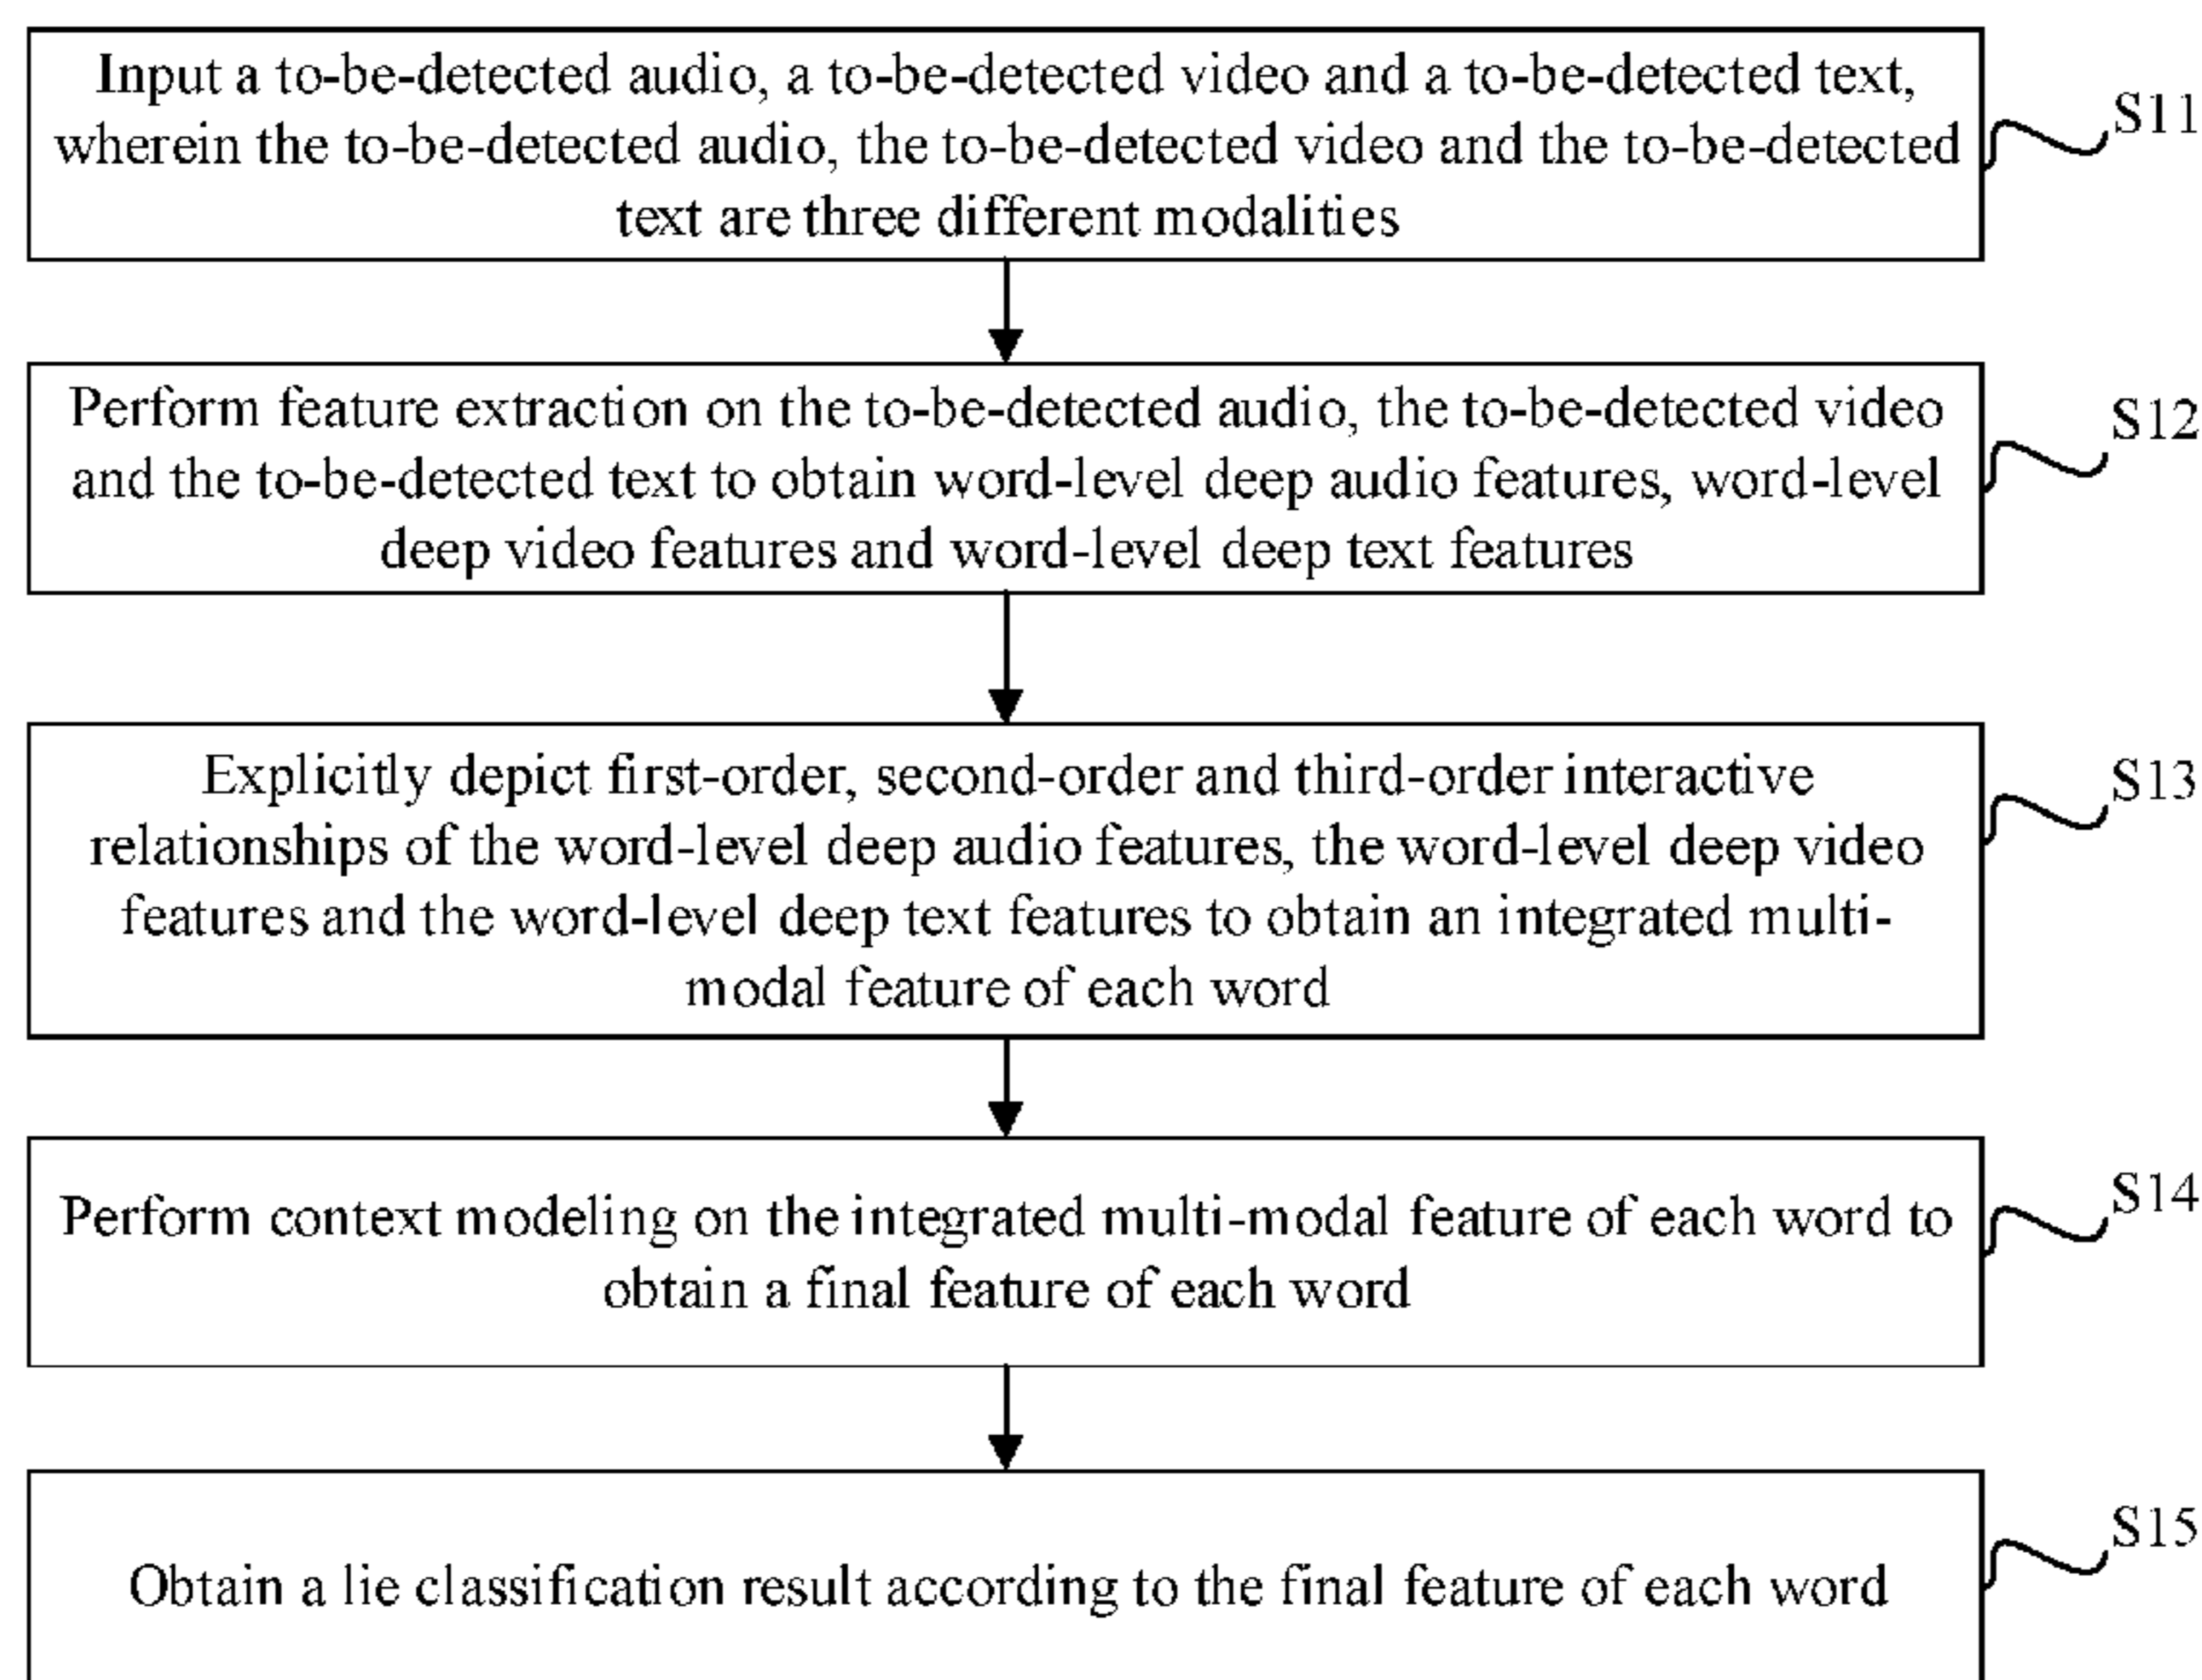 Input a to-be-detected audio, a to-be-detected video and a to-be-detected text,
wherein the to-be-detected audio, the to-be-detected video and the to-be-detected
text are three different modalities
S11
Perform feature extraction on the to-be-detected audio, the to-be-detected video
and the to-be-detected text to obtain word-level deep audio features, word-level
deep video features and word-level deep text features
S12
Explicitly depict first-order, second-order and third-order interactive
relationships of the word-level deep audio features, the word-level deep video
features and the word-level deep text features to obtain an integrated multi-
modal feature of each word
S13
Perform context modeling on the integrated multi-modal feature of each word to
obtain a final feature of each word
S14
Obtain a lie classification result according to the final feature of each word
S15